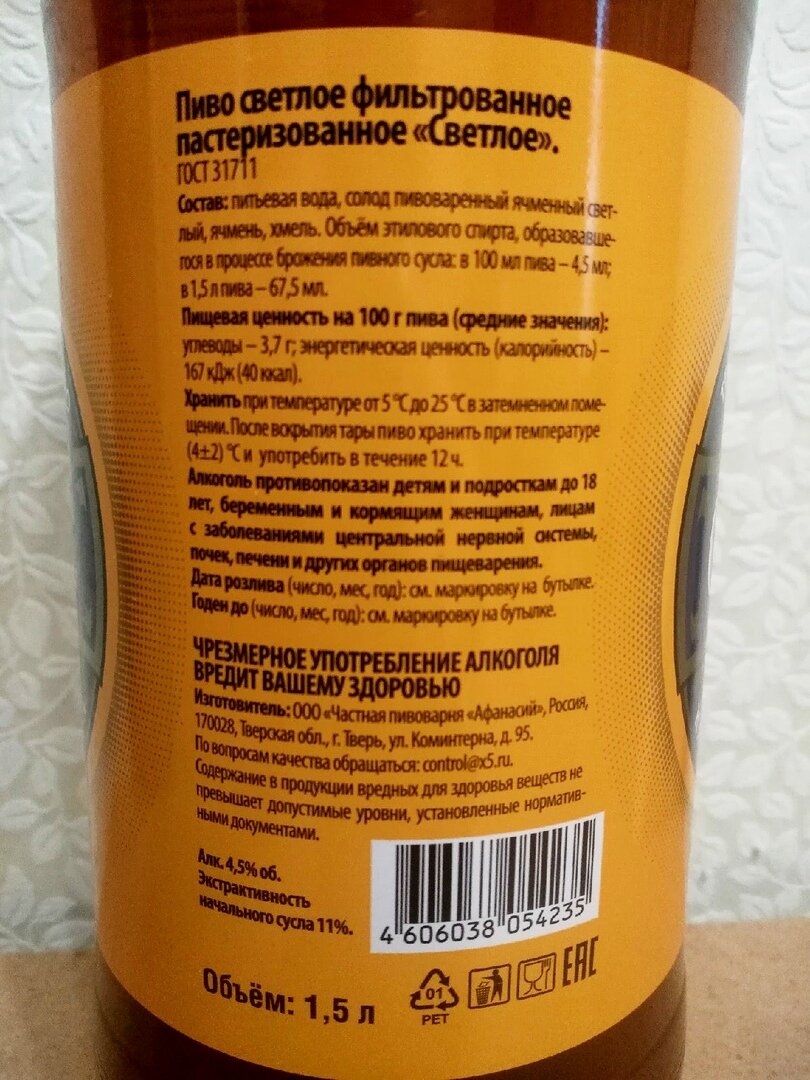 Пиво светлое фильтрованное
пастеризованное «Светлое».
ГОСТ 31711
Состав: питьевая вода, солод пивоваренный ячменный свет-
лый, ячмень, хмель. Объём этилового спирта, образовавше-
гося в процессе брожения пивного сусла: в 100 мл пива – 4,5 мл;
в 1,5 л пива – 67,5 мл.
Пищевая ценность на 100 г пива (средние значения):
углеводы – 3,7 г; энергетическая ценность (калорийность) –
167 кДж (40 ккал).
Хранить при температуре от 5 °С до 25 °С в затемненном поме-
щении. После вскрытия тары пиво хранить при температуре
(4±2) °С и употребить в течение 12 ч.
Алкоголь противопоказан детям и подросткам до 18
лет, беременным и кормящим женщинам, лицам
с заболеваниями центральной нервной системы,
почек, печени и других органов пищеварения.
Дата розлива (число, мес, год): см. маркировку на бутылке.
Годен до (число, мес, год): см. маркировку на бутылке.
ЧРЕЗМЕРНОЕ УПОТРЕБЛЕНИЕ АЛКОГОЛЯ
ВРЕДИТ ВАШЕМУ ЗДОРОВЬЮ
Изготовитель: ООО «Частная пивоварня «Афанасий», Россия,
170028, Тверская обл., г. Тверь, ул. Коминтерна, д. 95.
По вопросам качества обращаться: control@x5.ru.
Содержание в продукции вредных для здоровья веществ не
превышает допустимые уровни, установленные норматив-
ными документами.
Алк. 4,5% об.
Экстрактивность
начального сусла 11%.
4 606038 054235
Объём: 1,5 л
01
PET
EAC